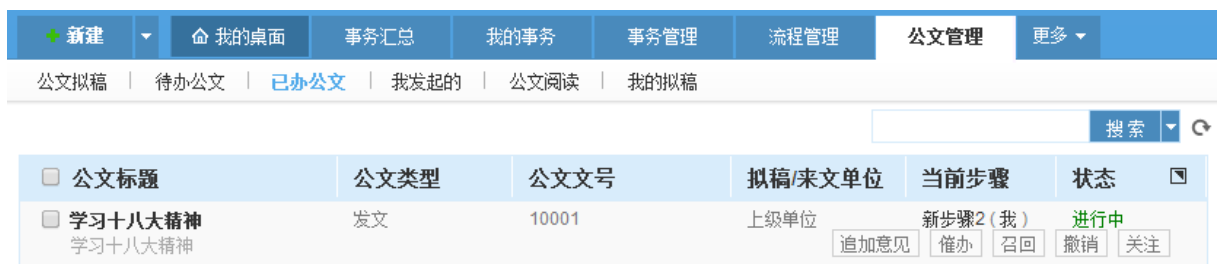 新建 我的桌面 事务汇总 我的事务 事务管理 流程管理 公文管理 更多
公文拟稿 待办公文 已办公文 我发起的 公文阅读 我的拟稿
搜索
公文标题 公文类型 公文文号 拟稿/来文单位 当前步骤 状态
学习十八大精神 发文 10001 上级单位 新步骤2(我) 进行中
学习十八大精神 追加意见 催办 召回 撤销 关注